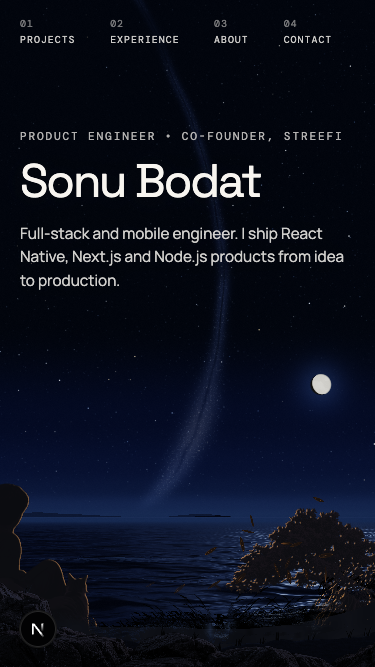 01
PROJECTS
02
EXPERIENCE
03
ABOUT
04
CONTACT
PRODUCT ENGINEER • CO-FOUNDER, STREEFI
Sonu Bodat
Full-stack and mobile engineer. I ship React
Native, Next.js and Node.js products from idea
to production.
N